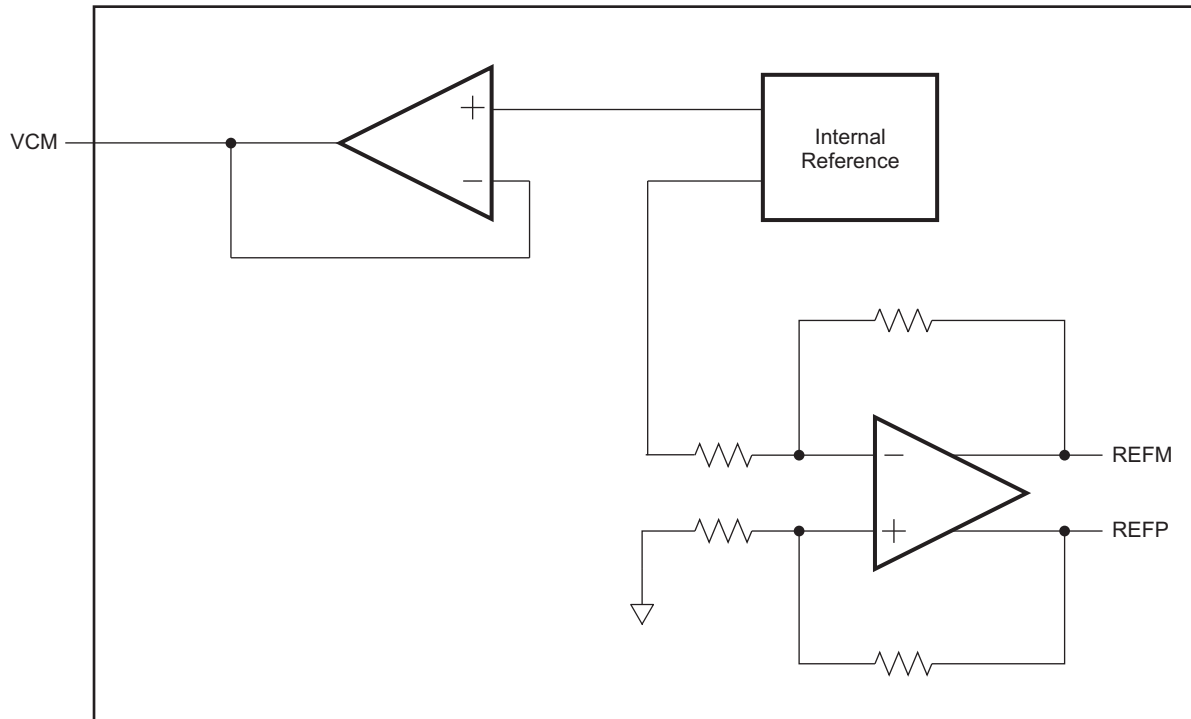 VCM
+
−
Internal
Reference
−
REFM
+
REFP